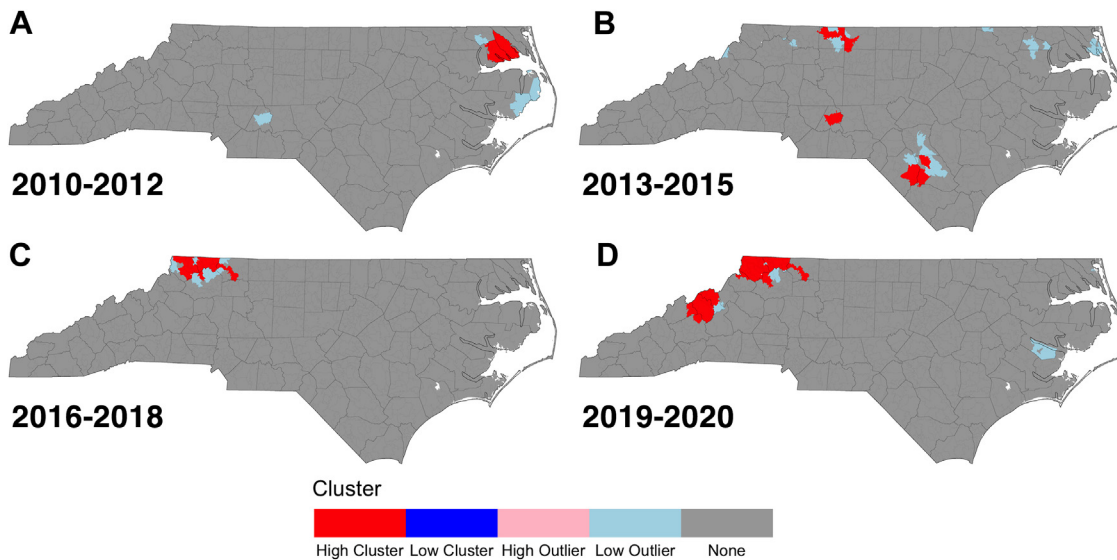 A
B
2010-2012
2013-2015
C
D
2016-2018
2019-2020
Cluster
High Cluster Low Cluster High Outlier Low Outlier None